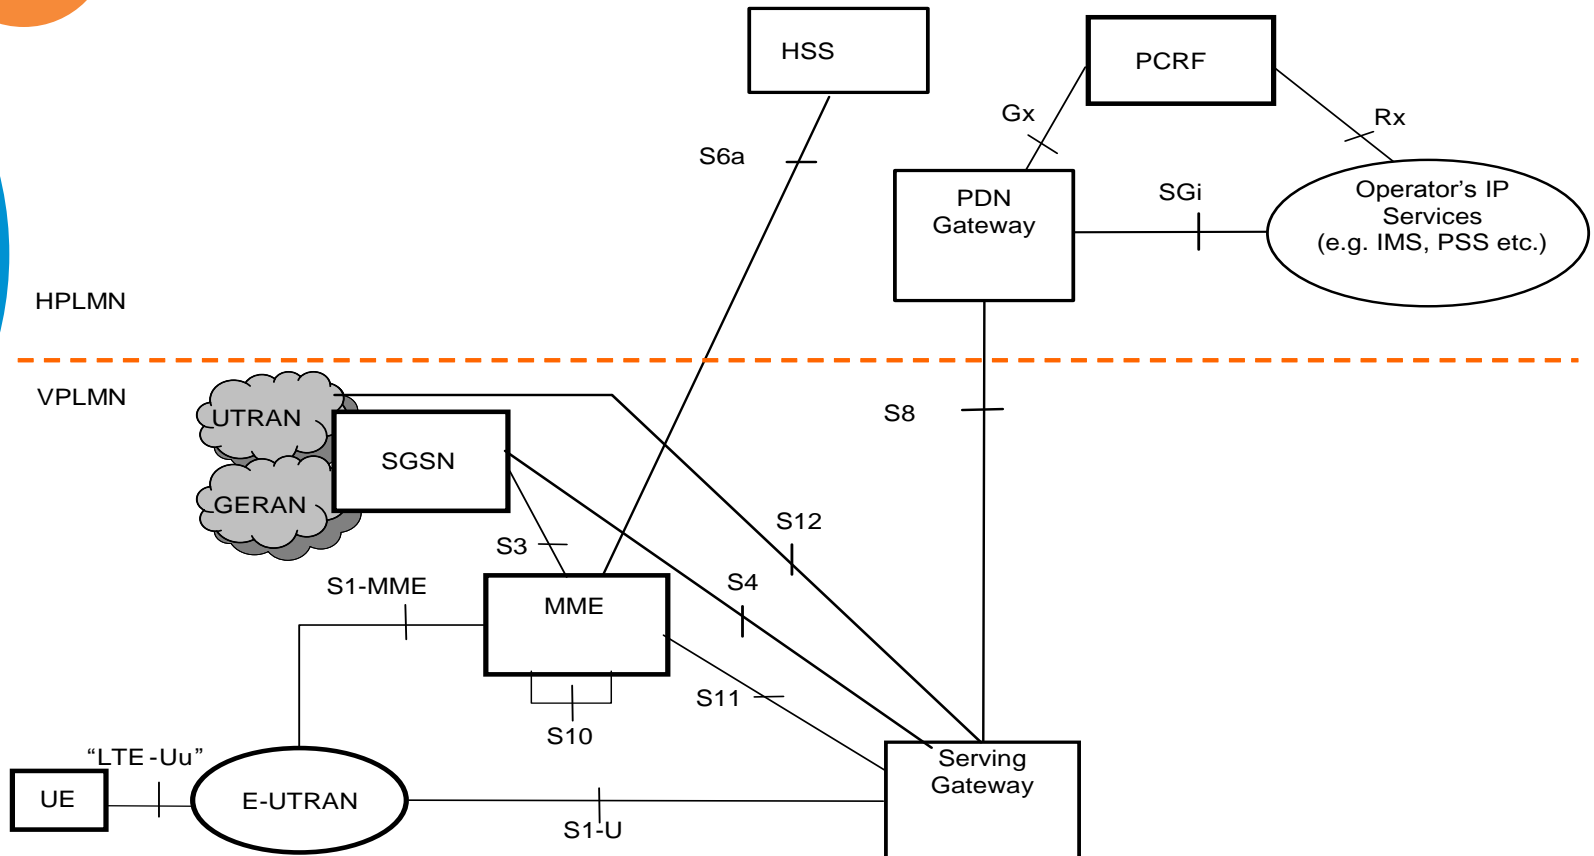 HSS
PCRF
Gx
Rx
S6a
PDN
Gateway
SGi
Operator's IP
Services
(e.g. IMS, PSS etc.)
HPLMN
VPLMN
UTRAN
S8
SGSN
GERAN
S12
S3
S1-MME
S4
MME
S11
S10
"LTE-Uu"
Serving
Gateway
UE
E-UTRAN
S1-U